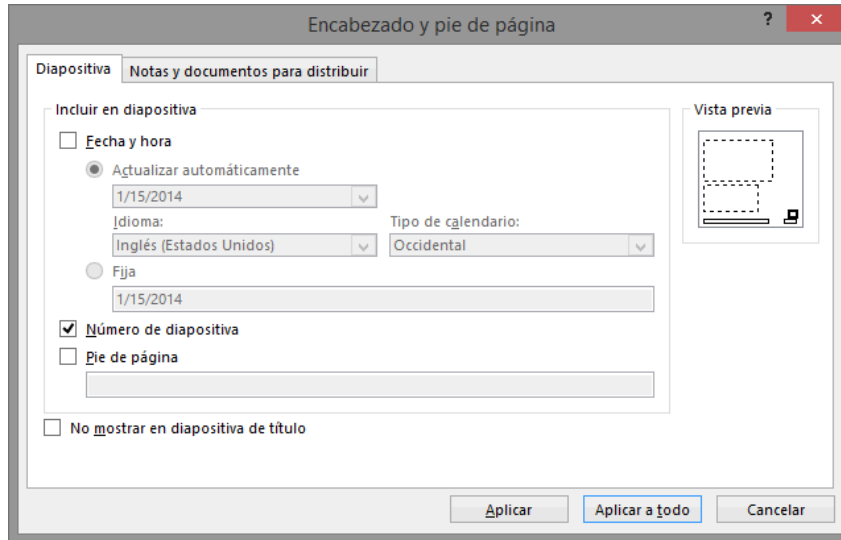 Encabezado y pie de página ?
Diapositiva Notas y documentos para distribuir
Incluir en diapositiva Vista previa
Fecha y hora
Actualizar automáticamente
1/15/2014
Idioma: Tipo de calendario:
Inglés (Estados Unidos) Occidental
Fija
1/15/2014
Número de diapositiva
Pie de página
No mostrar en diapositiva de título
Aplicar Aplicar a todo Cancelar